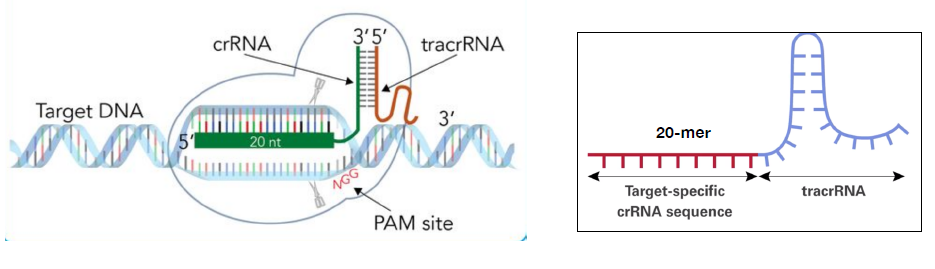 crRNA
3'5'
tracrRNA
Target DNA
3'
5'
20 nt
NGG
PAM site
20-mer
Target-specific
crRNA sequence
tracrRNA